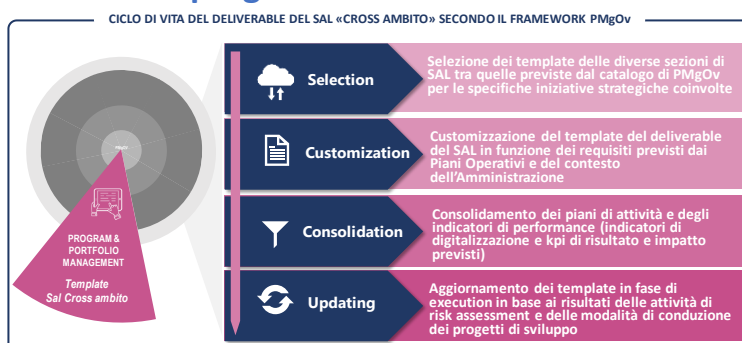 CICLO DI VITA DEL DELIVERABLE DEL SAL «CROSS AMBITO» SECONDO IL FRAMEWORK PMgOv
Selection
Selezione dei template delle diverse sezioni di
SAL tra quelle previste dal catalogo di PMgOv
per le specifiche iniziative strategiche coinvolte
Customization
Customizzazione del template del deliverable
del SAL in funzione dei requisiti previsti dai
Piani Operativi e del contesto
dell'Amministrazione
Consolidation
Consolidamento dei piani di attività e degli
indicatori di performance (indicatori di
digitalizzazione e kpi di risultato e impatto
previsti)
Updating
Aggiornamento dei template in fase di
execution in base ai risultati delle attività di
risk assessment e delle modalità di conduzione
dei progetti di sviluppo
PMgOv
PROGRAM &
PORTFOLIO
MANAGEMENT
Template
Sal Cross ambito